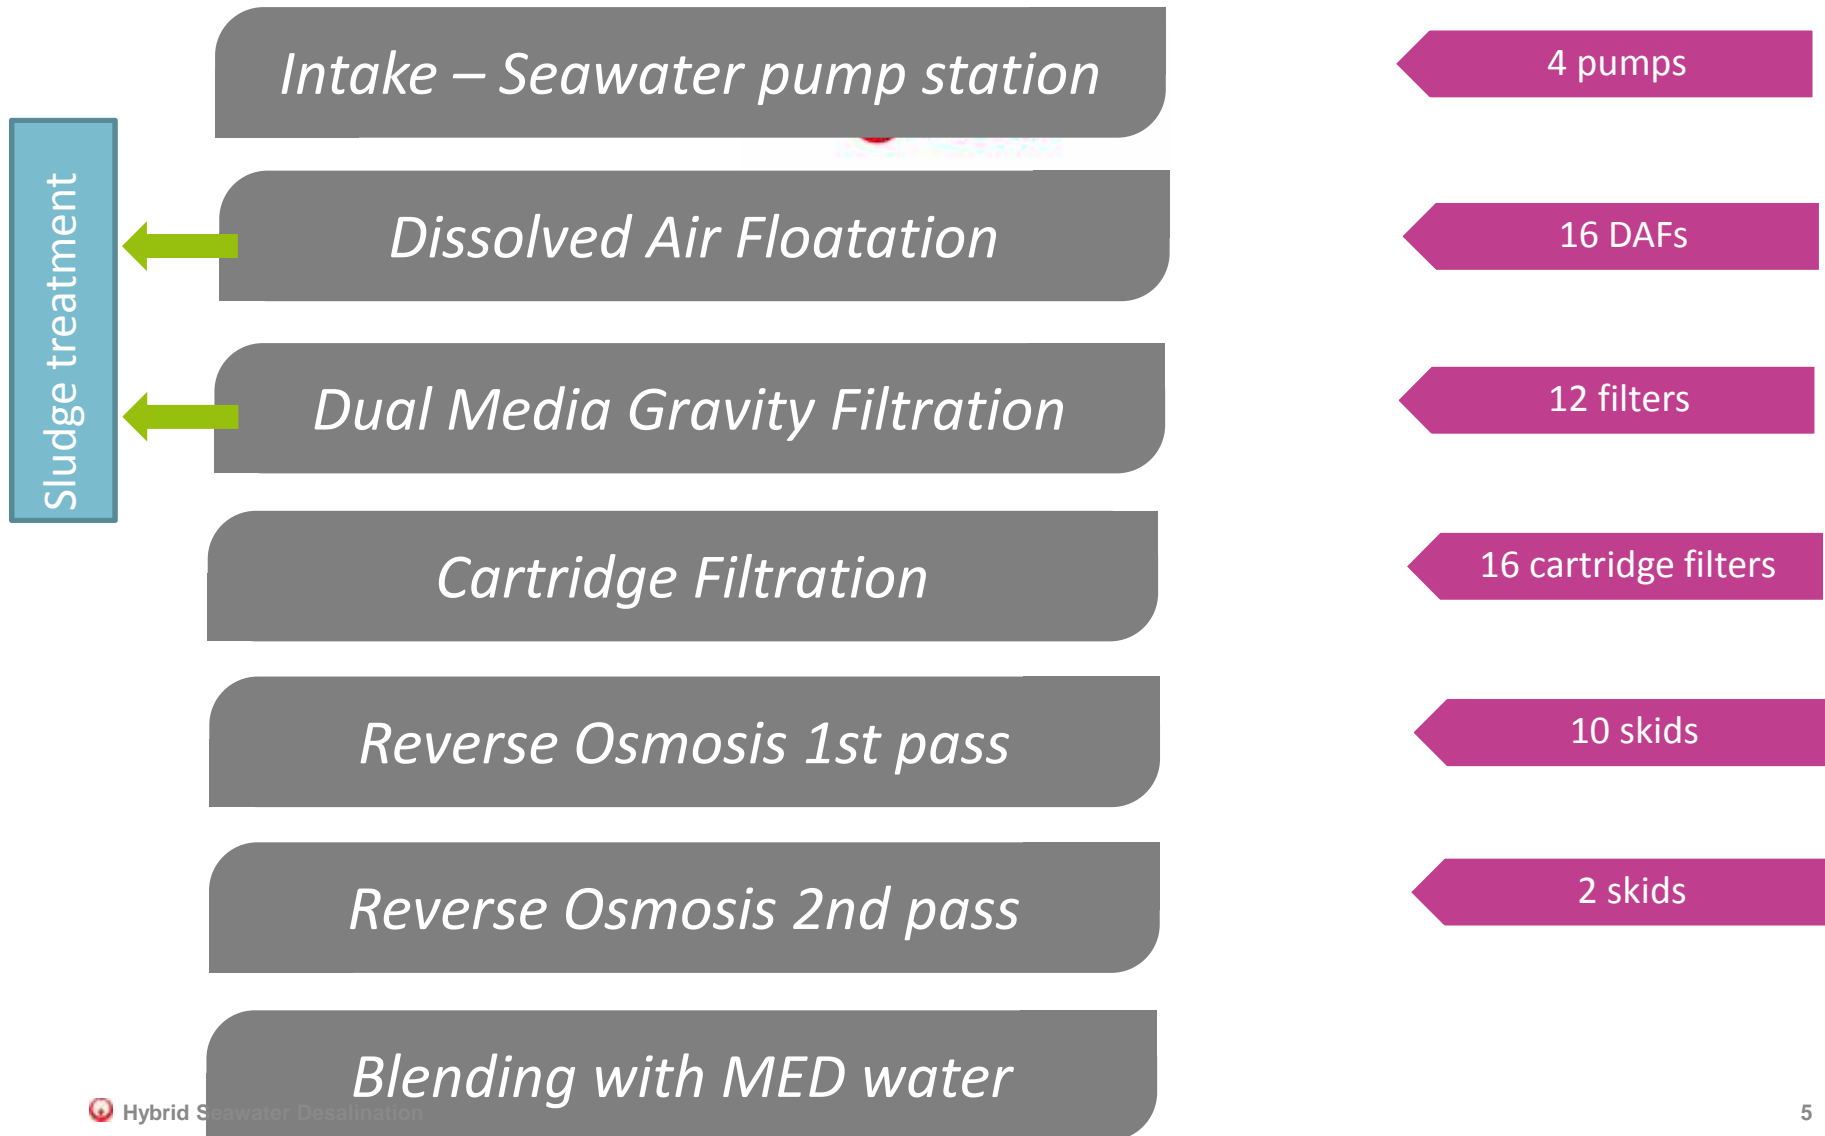 Intake – Seawater pump station
4 pumps
Sludge treatment
Dissolved Air Floatation
16 DAFs
Dual Media Gravity Filtration
12 filters
Cartridge Filtration
16 cartridge filters
Reverse Osmosis 1st pass
10 skids
Reverse Osmosis 2nd pass
2 skids
Blending with MED water
Hybrid Seawater Desalination
5